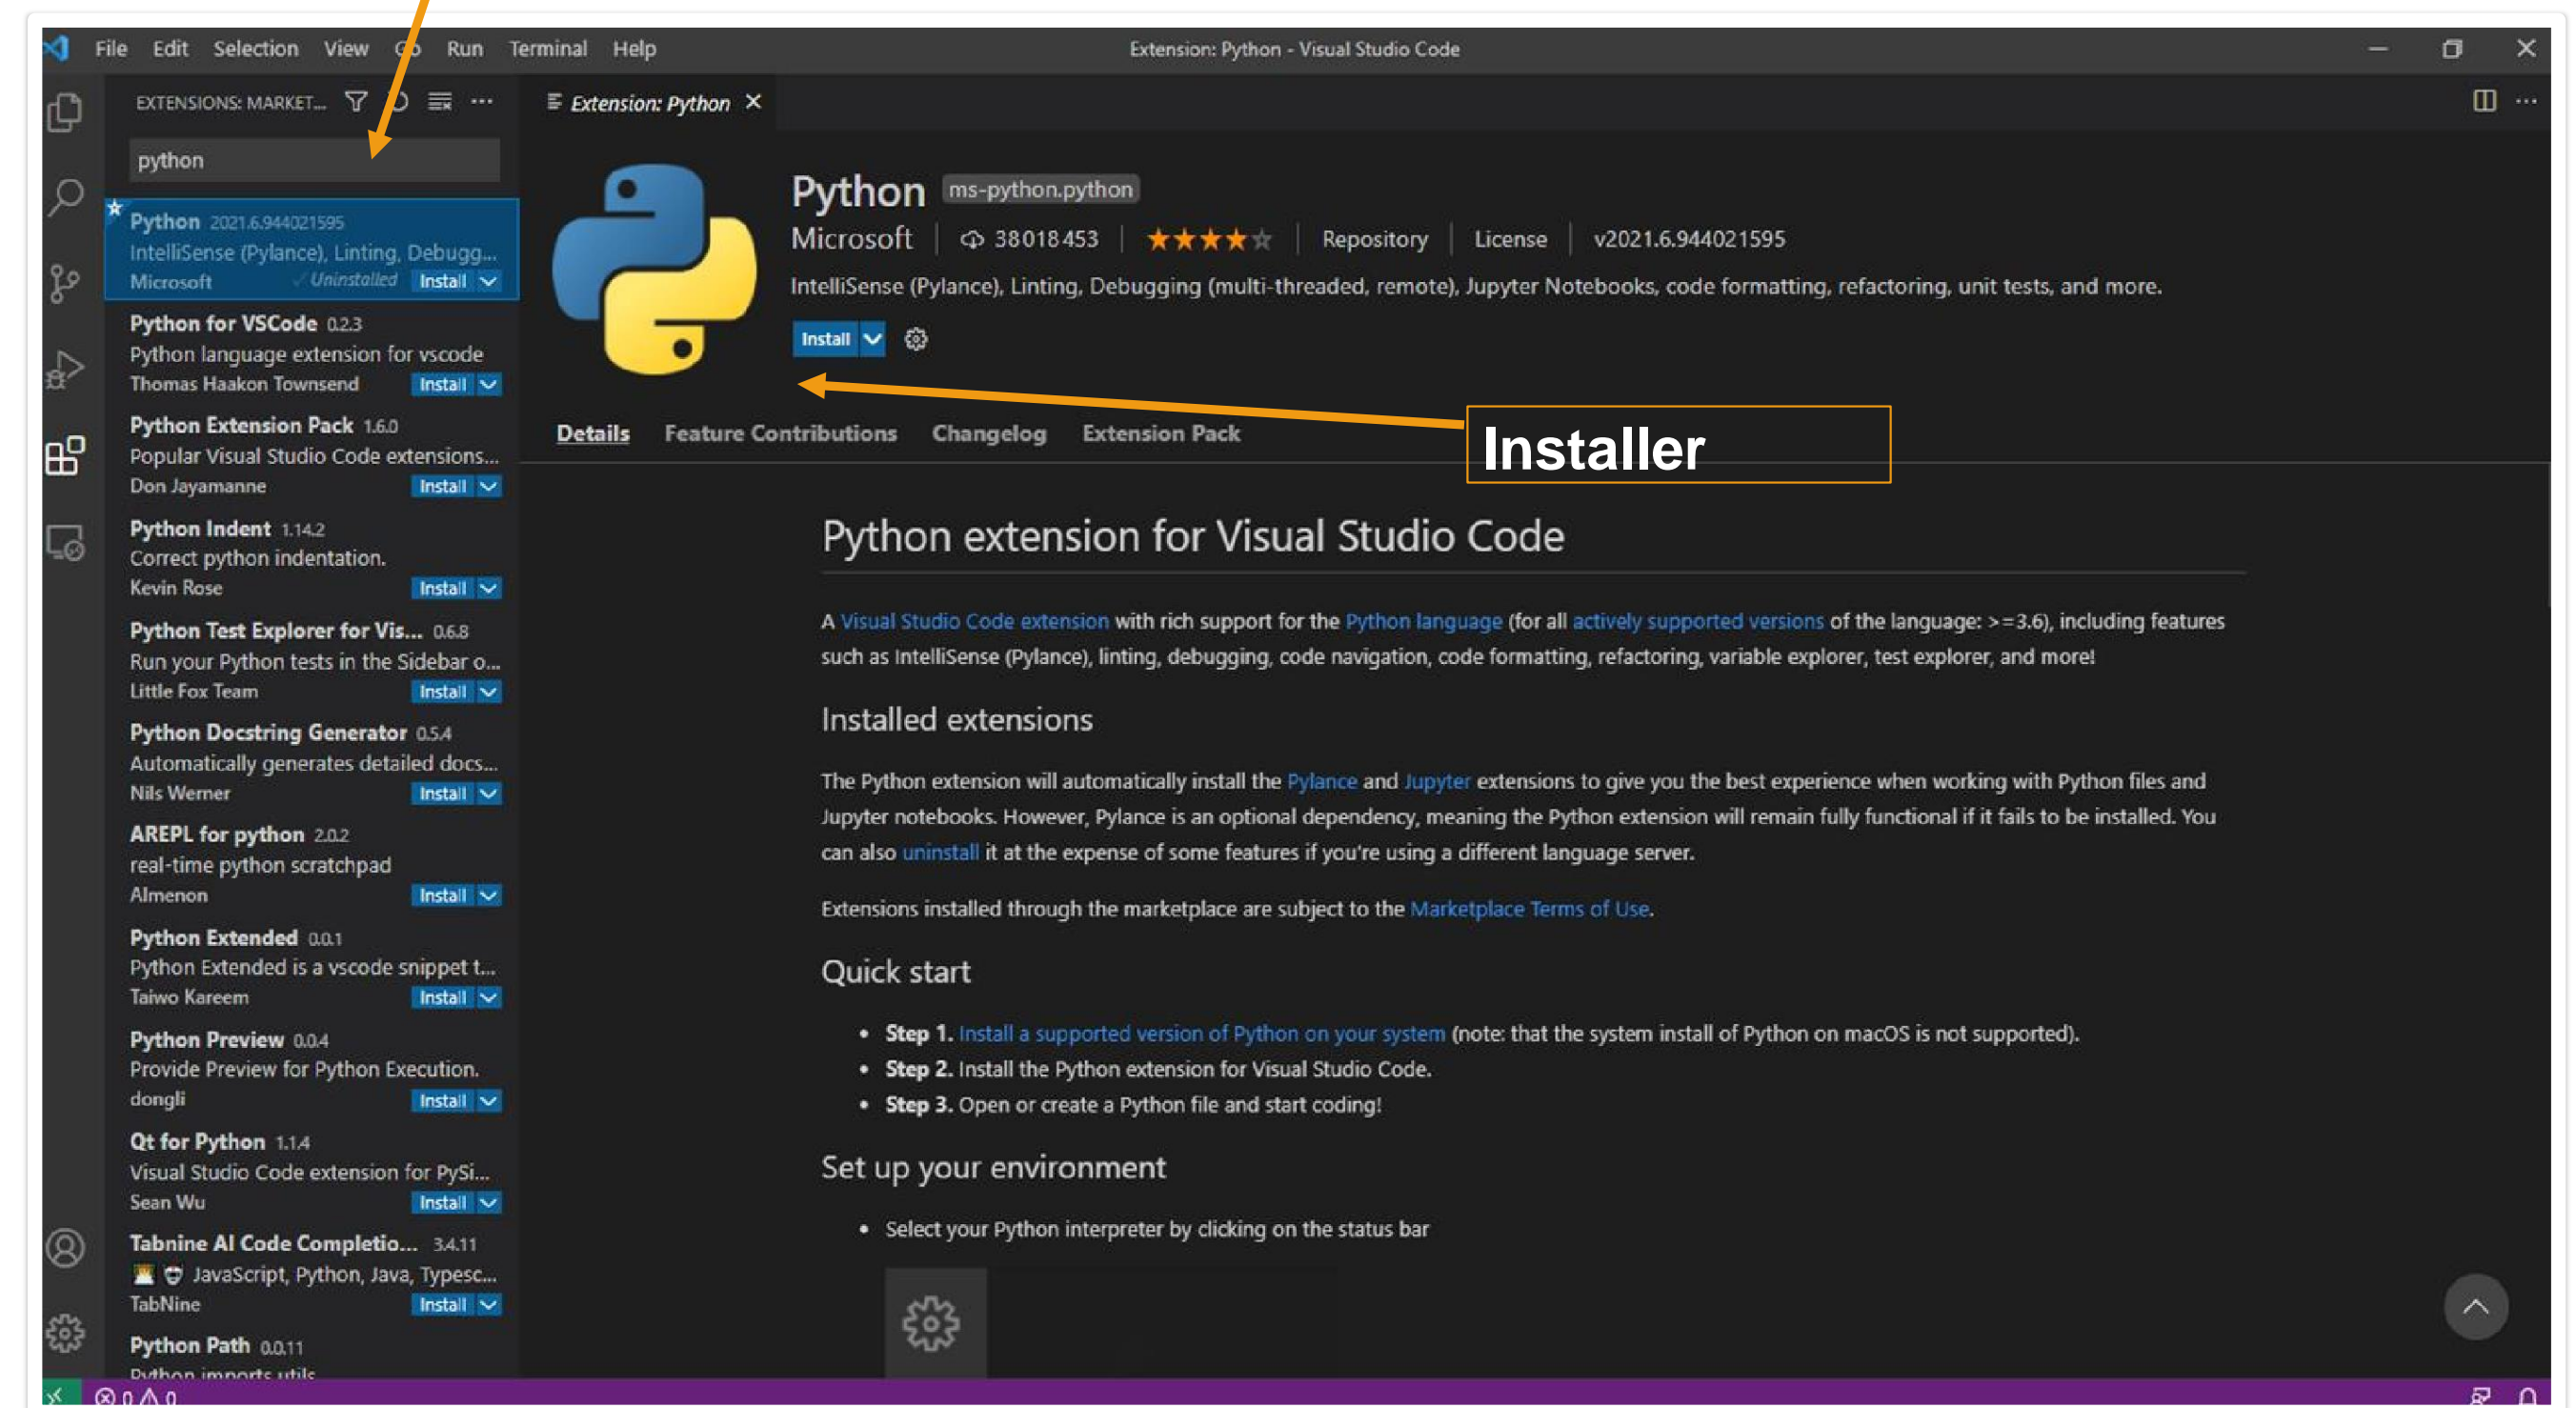 File Edit Selection View Go Run Terminal Help
Extension: Python - Visual Studio Code
EXTENSIONS: MARKET...
python
Python 2021.6.944021595
IntelliSense (Pylance), Linting, Debugg...
Microsoft Uninstalled Install
Python for VSCode 0.2.3
Python language extension for vscode
Thomas Haakon Townsend Install
Python Extension Pack 1.6.0
Popular Visual Studio Code extensions...
Don Jayamanne Install
Python Indent 1.14.2
Correct python indentation.
Kevin Rose Install
Python Test Explorer for Vis... 0.6.8
Run your Python tests in the Sidebar o...
Little Fox Team Install
Python Docstring Generator 0.5.4
Automatically generates detailed docs...
Nils Werner Install
AREPL for python 2.0.2
real-time python scratchpad
Almenon Install
Python Extended 0.0.1
Python Extended is a vscode snippet t...
Taiwo Kareem Install
Python Preview 0.0.4
Provide Preview for Python Execution.
dongli Install
Qt for Python 1.1.4
Visual Studio Code extension for PySi...
Sean Wu Install
Tabnine AI Code Completio... 3.4.11
JavaScript, Python, Java, Typesc...
TabNine Install
Python Path 0.0.11
Python imports utils
Extension: Python
Python ms-python.python
Microsoft 38018453 Repository License v2021.6.944021595
IntelliSense (Pylance), Linting, Debugging (multi-threaded, remote), Jupyter Notebooks, code formatting, refactoring, unit tests, and more.
Install
Installer
Details Feature Contributions Changelog Extension Pack
Python extension for Visual Studio Code
A Visual Studio Code extension with rich support for the Python language (for all actively supported versions of the language: >=3.6), including features
such as IntelliSense (Pylance), linting, debugging, code navigation, code formatting, refactoring, variable explorer, test explorer, and more!
Installed extensions
The Python extension will automatically install the Pylance and Jupyter extensions to give you the best experience when working with Python files and
Jupyter notebooks. However, Pylance is an optional dependency, meaning the Python extension will remain fully functional if it fails to be installed. You
can also uninstall it at the expense of some features if you're using a different language server.
Extensions installed through the marketplace are subject to the Marketplace Terms of Use.
Quick start
• Step 1. Install a supported version of Python on your system (note: that the system install of Python on macOS is not supported).
• Step 2. Install the Python extension for Visual Studio Code.
• Step 3. Open or create a Python file and start coding!
Set up your environment
• Select your Python interpreter by clicking on the status bar
0 0